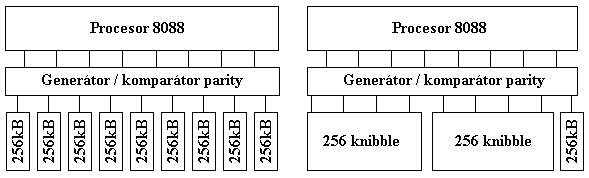 Procesor 8088
Generátor / komparátor parity
256kB
256kB
256kB
256kB
256kB
256kB
256kB
256kB
256kB
Procesor 8088
Generátor / komparátor parity
256 knibble
256 knibble
256kB